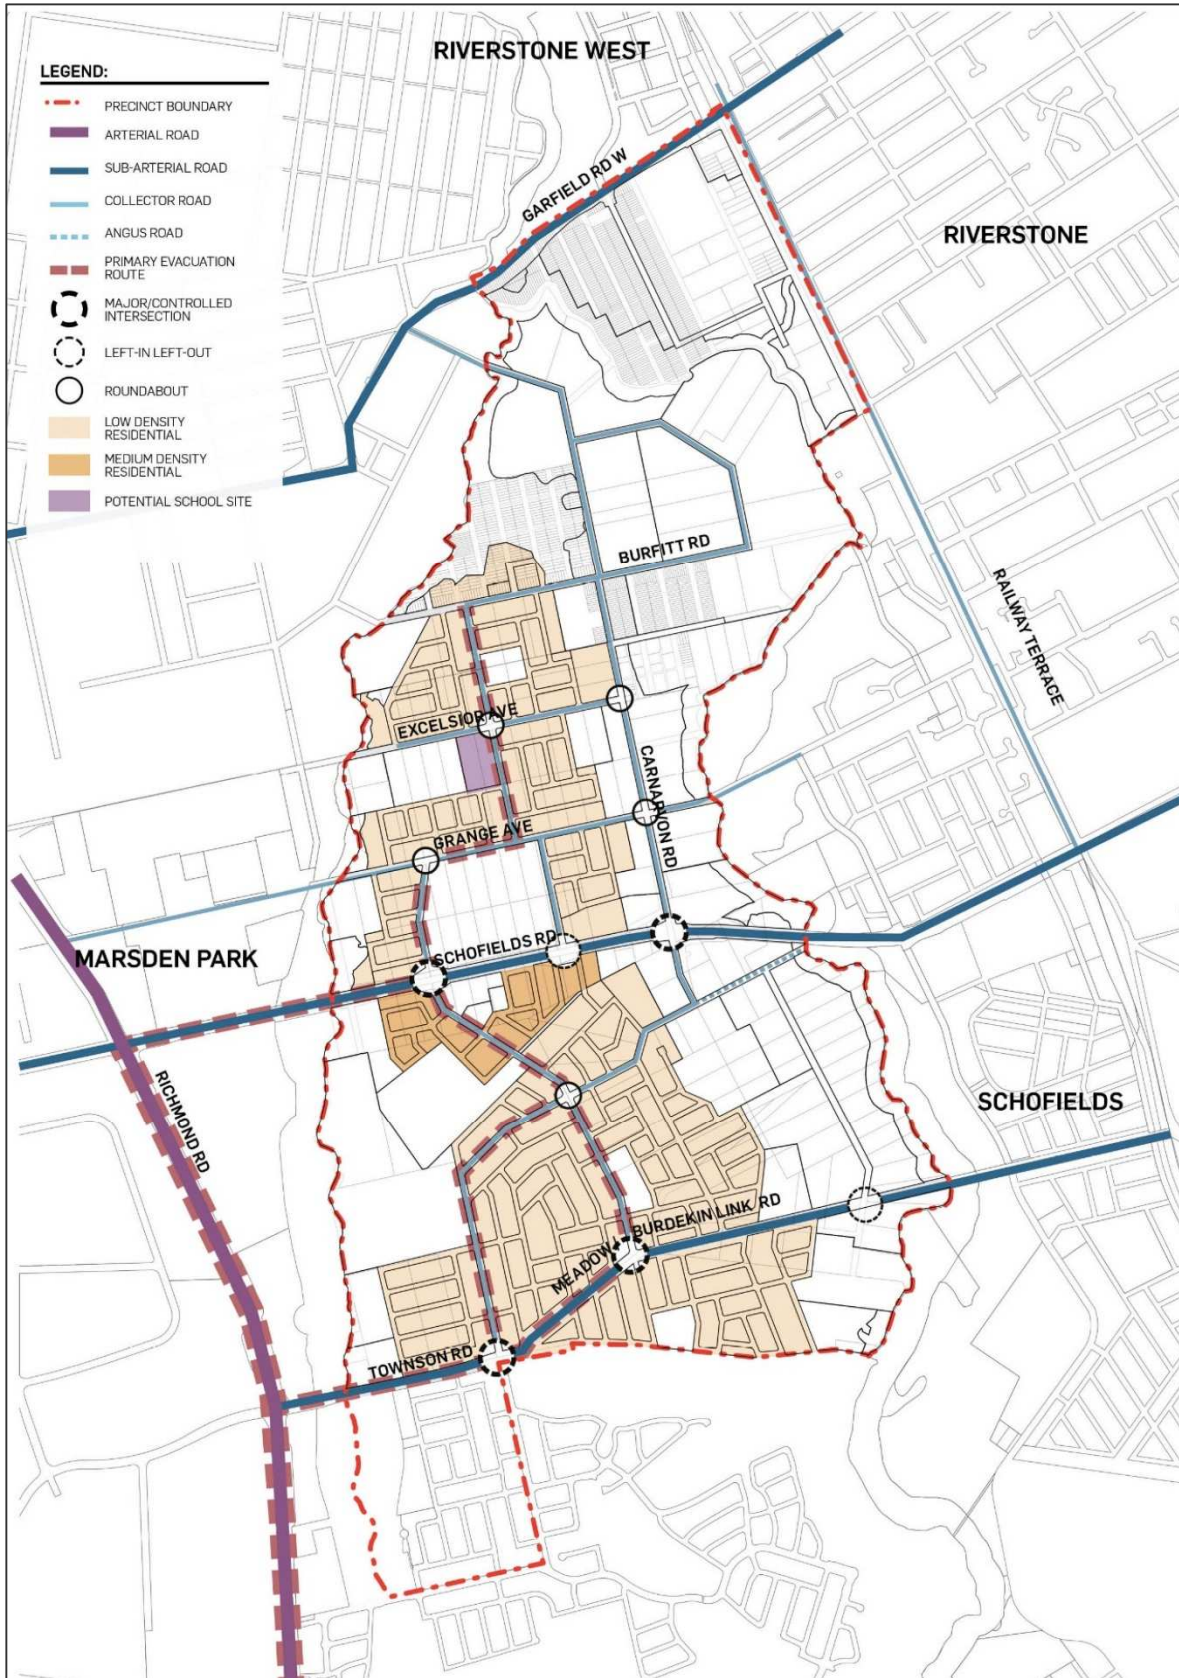 RIVERSTONE WEST
LEGEND:
PRECINCT BOUNDARY
ARTERIAL ROAD
SUB-ARTERIAL ROAD
COLLECTOR ROAD
ANGUS ROAD
PRIMARY EVACUATION
ROUTE
MAJOR/CONTROLLED
INTERSECTION
LEFT-IN LEFT-OUT
ROUNDABOUT
LOW DENSITY
RESIDENTIAL
MEDIUM DENSITY
RESIDENTIAL
POTENTIAL SCHOOL SITE
GARFIELD RD W
RIVERSTONE
BURFITT RD
RAILWAY TERRACE
EXCELSIOR AVE
CARNARVON RD
GRANGE AVE
SCHOFIELDS RD
MARSDEN PARK
RICHMOND RD
SCHOFIELDS
BURDEKIN LINK RD
MEADOW
TOWNSON RD